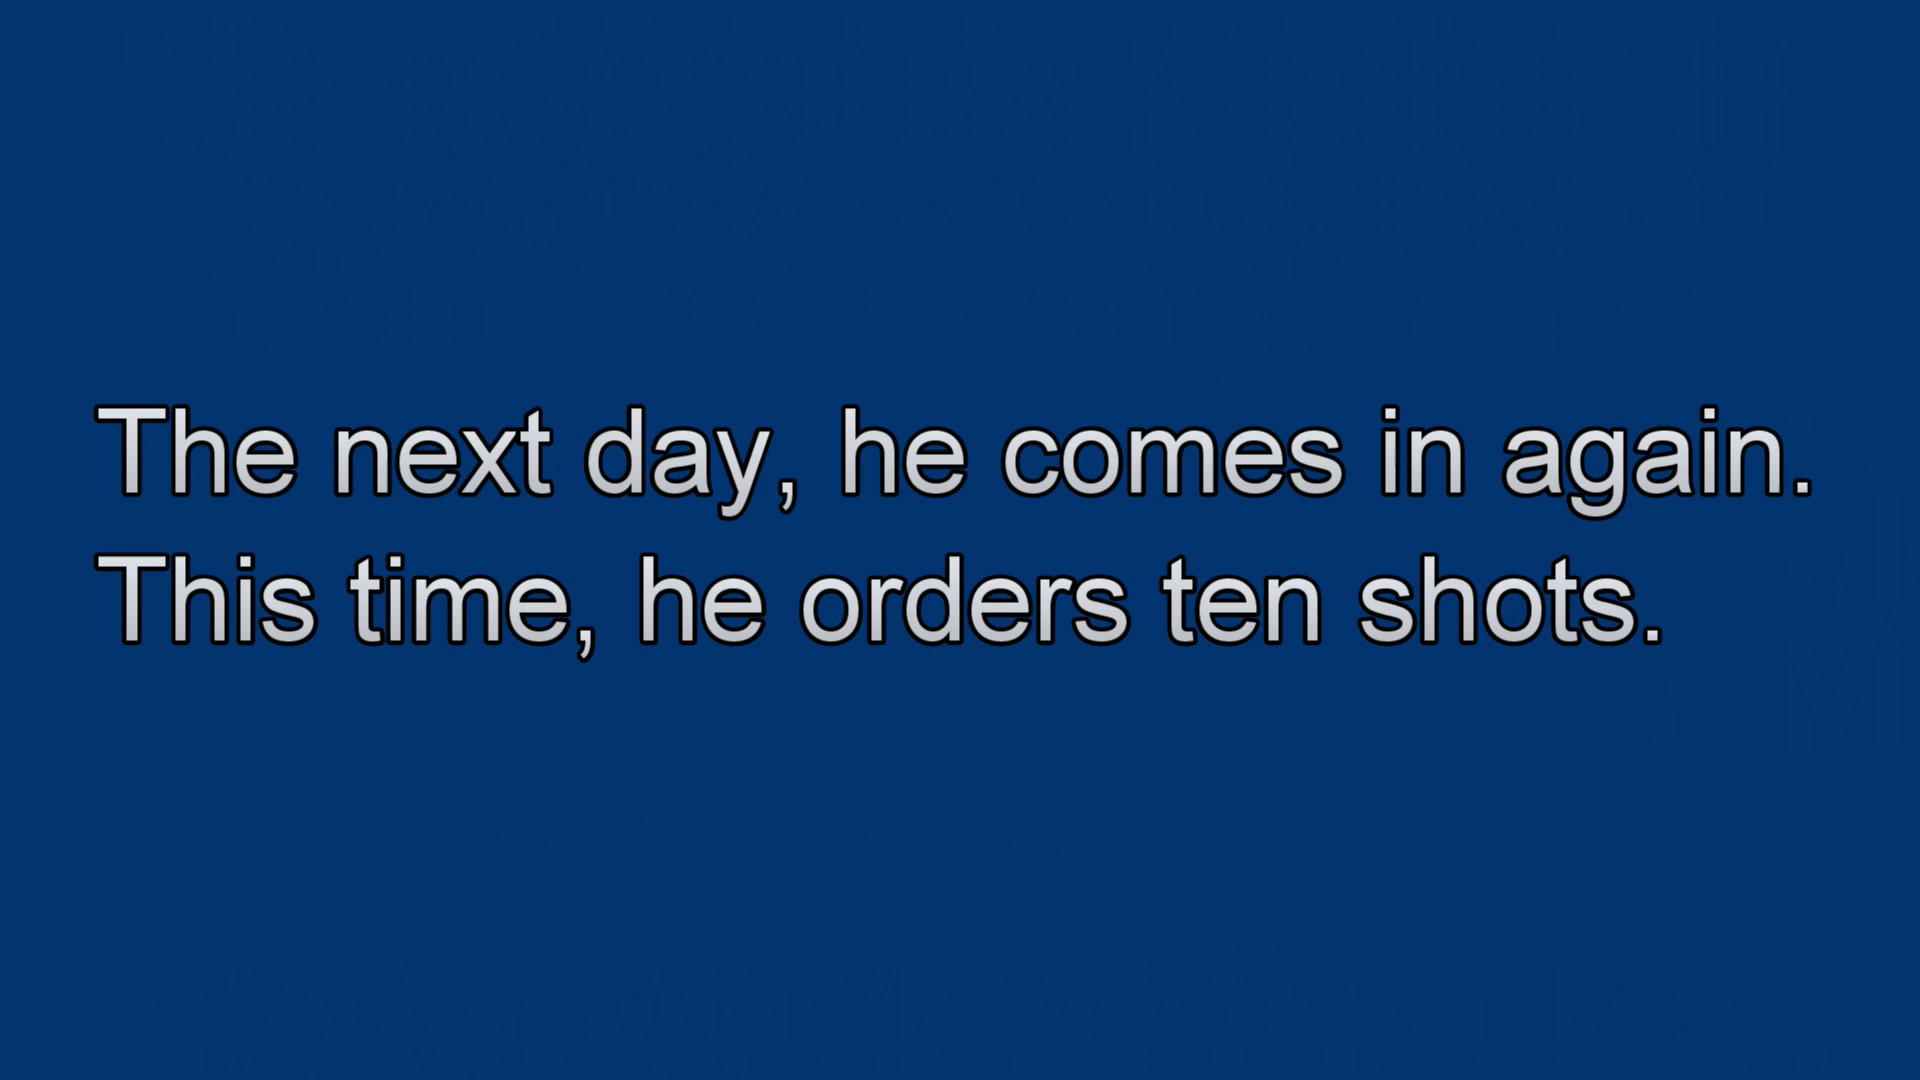 The next day, he comes in again.
This time, he orders ten shots.